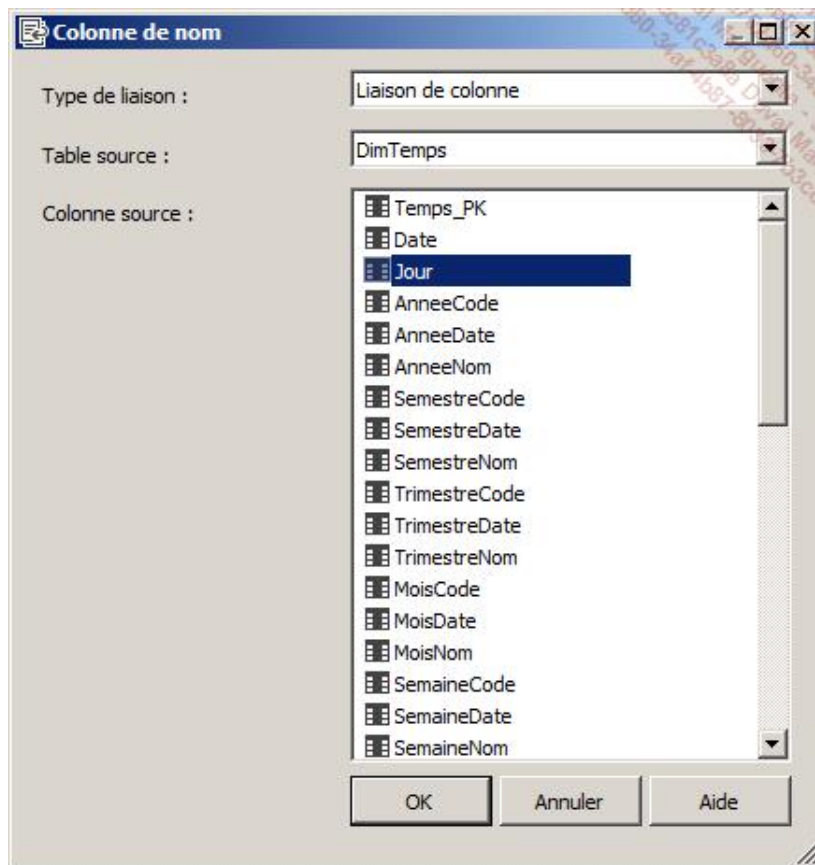 Colonne de nom
Type de liaison :
Liaison de colonne
Table source :
DimTemps
Colonne source :
Temps_PK
Date
Jour
AnneeCode
AnneeDate
AnneeNom
SemestreCode
SemestreDate
SemestreNom
TrimestreCode
TrimestreDate
TrimestreNom
MoisCode
MoisDate
MoisNom
SemaineCode
SemaineDate
SemaineNom
OK
Annuler
Aide